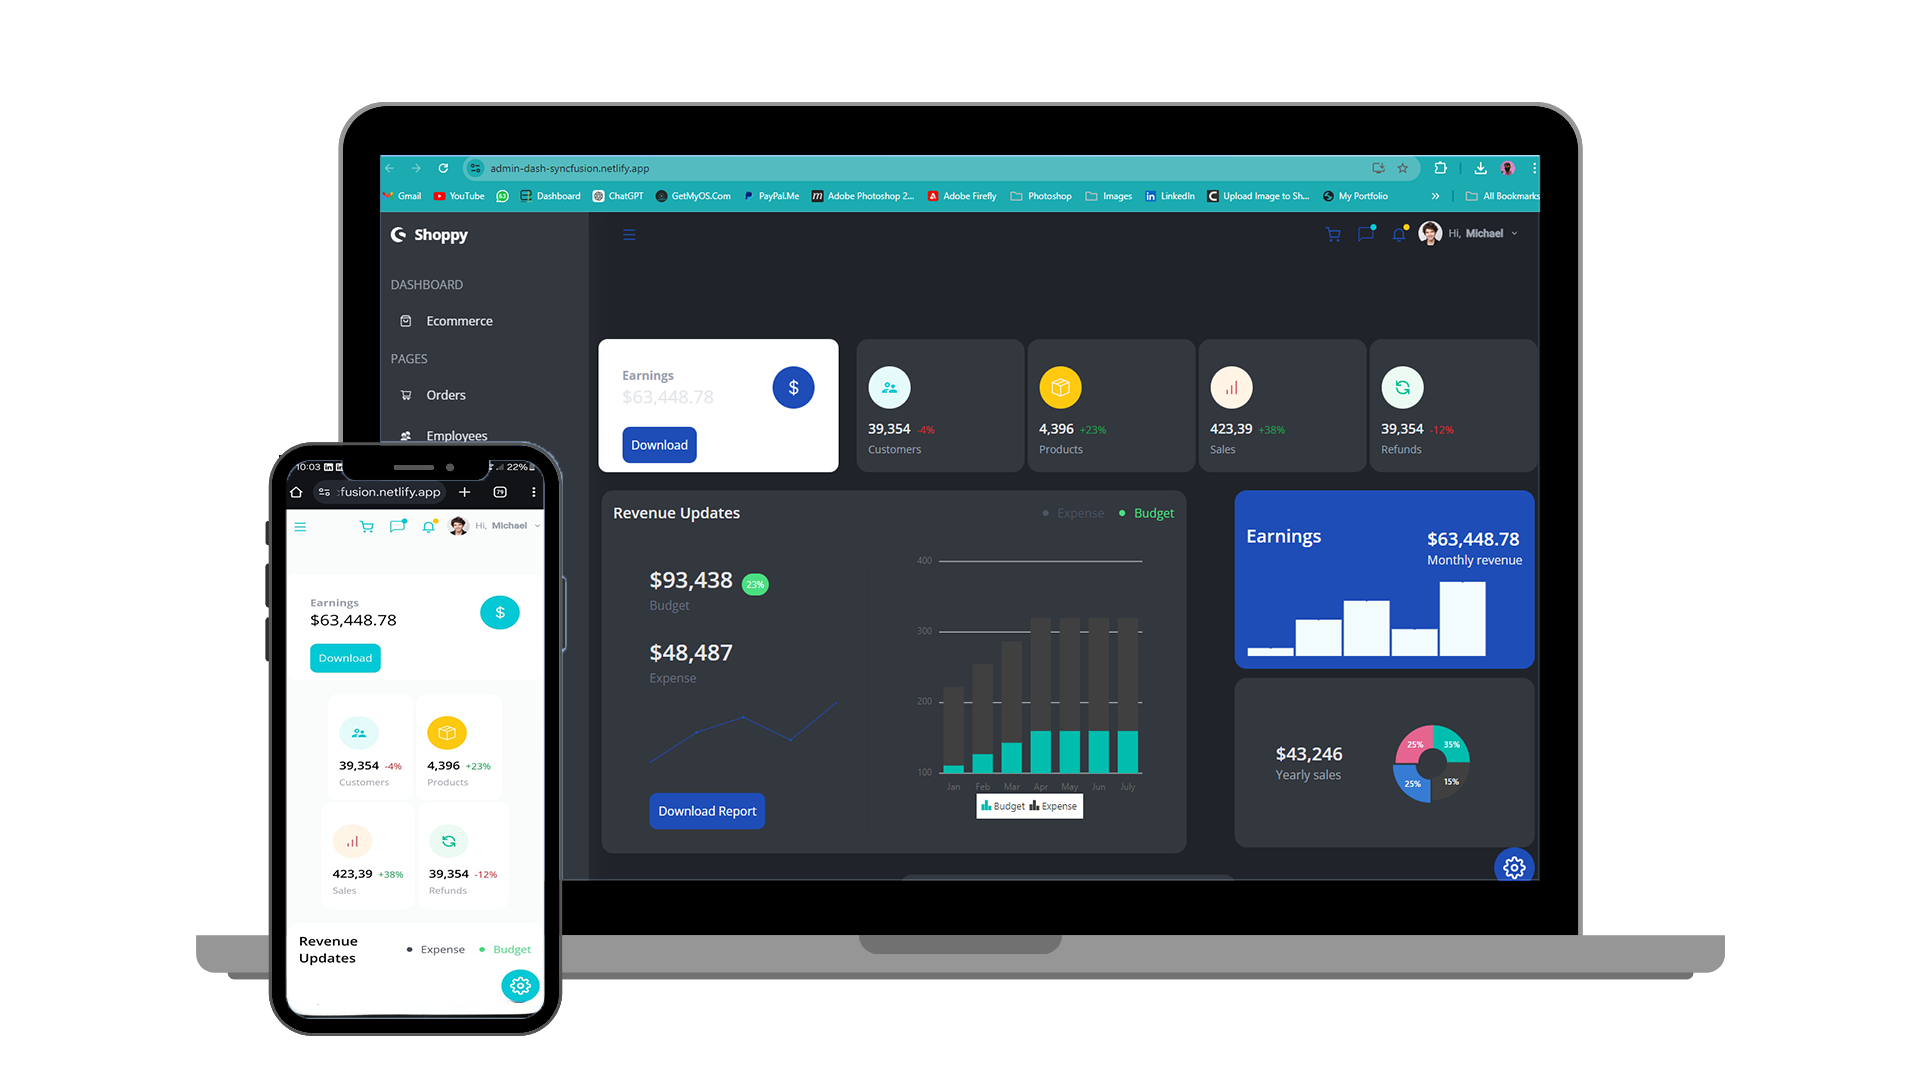 admin-dash-syncfusion.netlify.app
Gmail YouTube Dashboard ChatGPT GetMyOS.Com PayPal.Me Adobe Photoshop 2... Adobe Firefly Photoshop Images LinkedIn Upload Image to Sh... My Portfolio » All Bookmarks
Shoppy
Hi, Michael
DASHBOARD
Ecommerce
PAGES
Orders
Employees
Earnings
$63,448.78
$
Download
39,354 -4%
Customers
4,396 +23%
Products
423,39 +38%
Sales
39,354 -12%
Refunds
Revenue Updates
Expense Budget
$93,438 23%
Budget
$48,487
Expense
Download Report
400
300
200
100
Jan Feb Mar Apr May Jun July
Budget Expense
Earnings
$63,448.78
Monthly revenue
$43,246
Yearly sales
25% 35%
25% 15%
10:03 22%
:fusion.netlify.app 79
Hi, Michael
Earnings
$63,448.78
$
Download
39,354 -4%
Customers
4,396 +23%
Products
423,39 +38%
Sales
39,354 -12%
Refunds
Revenue
Updates
Expense Budget